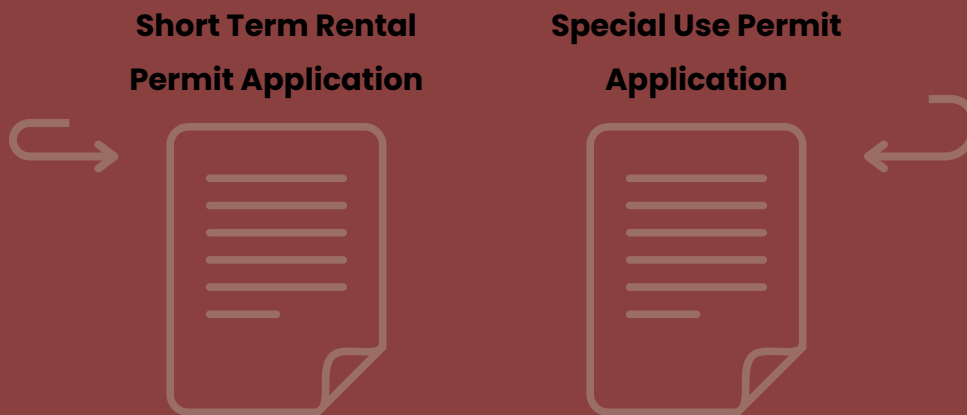 Short Term Rental
Permit Application
Special Use Permit
Application